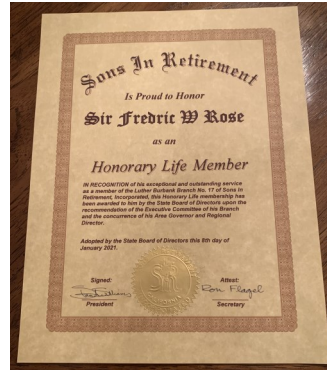 Sons In Retirement
Is Proud to Honor
Sir Fredric W Rose
as an
Honorary Life Member
IN RECOGNITION of his exceptional and outstanding service
as a member of the Luther Burbank Branch No. 17 of Sons in
Retirement, Incorporated, this Honorary Life membership has
been awarded to him by the State Board of Directors upon the
recommendation of the Executive Committee of his Branch
and the concurrence of his Area Governor and Regional
Director.
Adopted by the State Board of Directors this 8th day of
January 2021.
Signed:
President
Attest:
Ron Flagel
Secretary